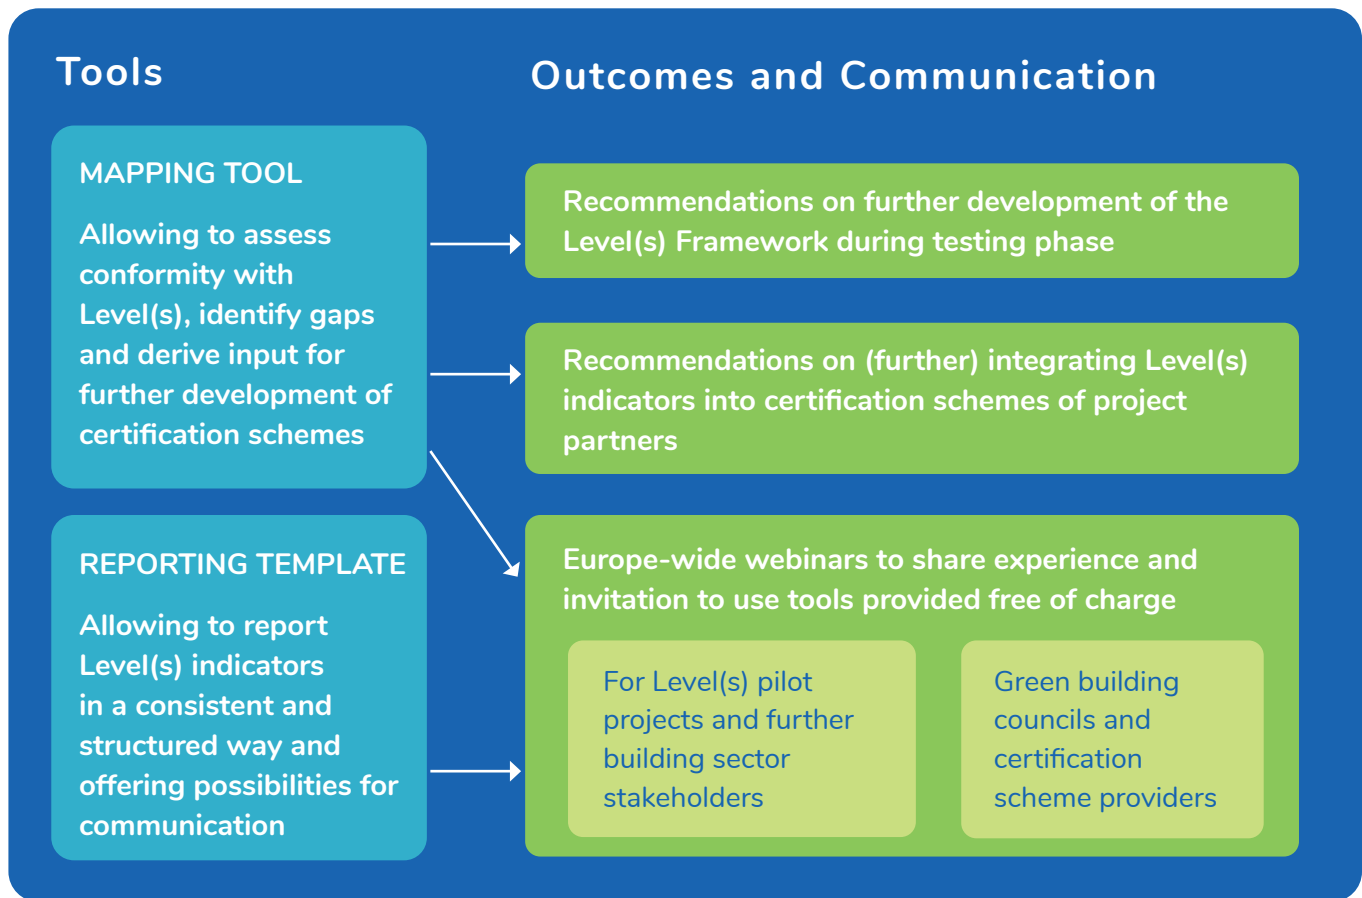 Tools
MAPPING TOOL
Allowing to assess
conformity with
Level(s), identify gaps
and derive input for
further development of
certification schemes
REPORTING TEMPLATE
Allowing to report
Level(s) indicators
in a consistent and
structured way and
offering possibilities for
communication
Outcomes and Communication
Recommendations on further development of the
Level(s) Framework during testing phase
Recommendations on (further) integrating Level(s)
indicators into certification schemes of project
partners
Europe-wide webinars to share experience and
invitation to use tools provided free of charge
For Level(s) pilot
projects and further
building sector
stakeholders
Green building
councils and
certification
scheme providers